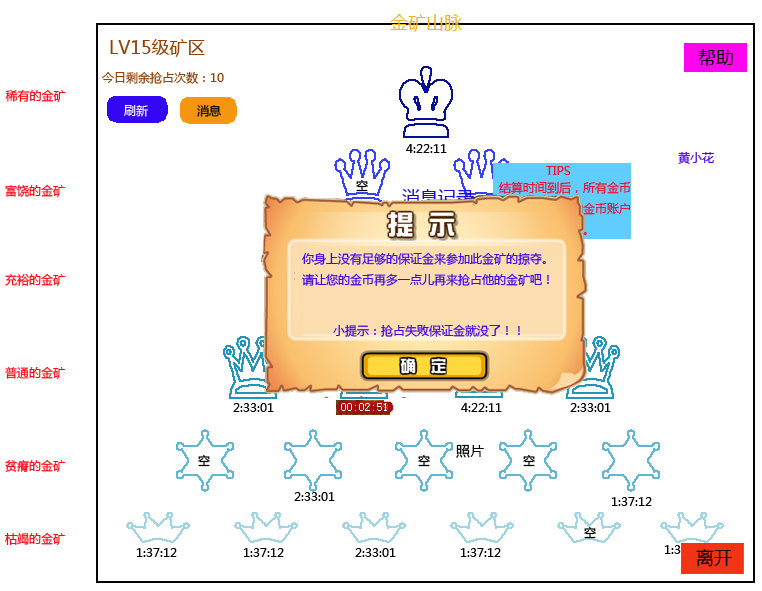 金矿山脉
LV15级矿区
帮助
今日剩余抢占次数：10
稀有的金矿
刷新
消息
4:22:11
黄小花
TIPS
空
富饶的金矿
结算时间到后，所有金币
消息记录
金币账户
提 示
你身上没有足够的保证金来参加此金矿的掠夺。
充裕的金矿
请让您的金币再多一点儿再来抢占他的金矿吧！
小提示：抢占失败保证金就没了！！
确 定
普通的金矿
2:33:01
00:02:51
4:22:11
2:33:01
照片
贫瘠的金矿
空
空
空
2:33:01
1:37:12
枯竭的金矿
空
1:37:12
1:37:12
2:33:01
1:37:12
1:3
离开